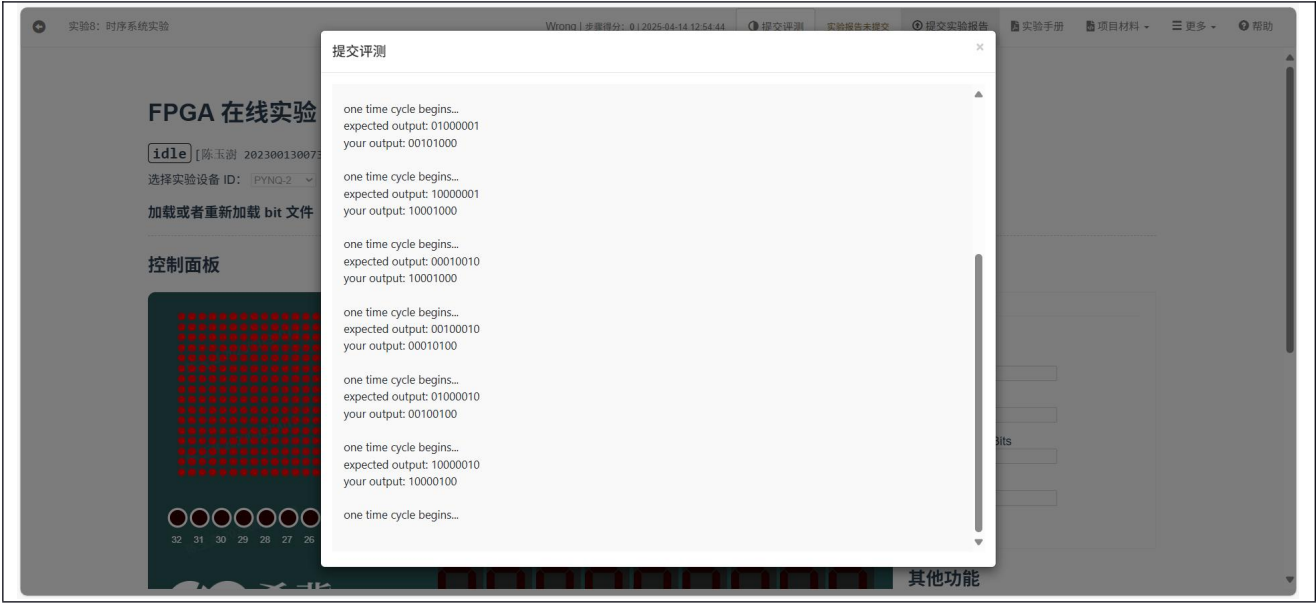 实验8：时序系统实验
Wrong | 步骤得分：0 | 2025-04-14 12:54:44
提交评测
实验报告未提交
提交实验报告
实验手册
项目材料
更多
帮助
提交评测
×
one time cycle begins...
expected output: 01000001
your output: 00101000
one time cycle begins...
expected output: 10000001
your output: 10001000
one time cycle begins...
expected output: 00010010
your output: 10001000
one time cycle begins...
expected output: 00100010
your output: 00010100
one time cycle begins...
expected output: 01000010
your output: 00100100
one time cycle begins...
expected output: 10000010
your output: 10000100
one time cycle begins...
FPGA 在线实验
idle [陈玉澍 20230013007
选择实验设备 ID： PYNQ-2
加载或者重新加载 bit 文件
控制面板
Bits
32 31 30 29 28 27 26
其他功能